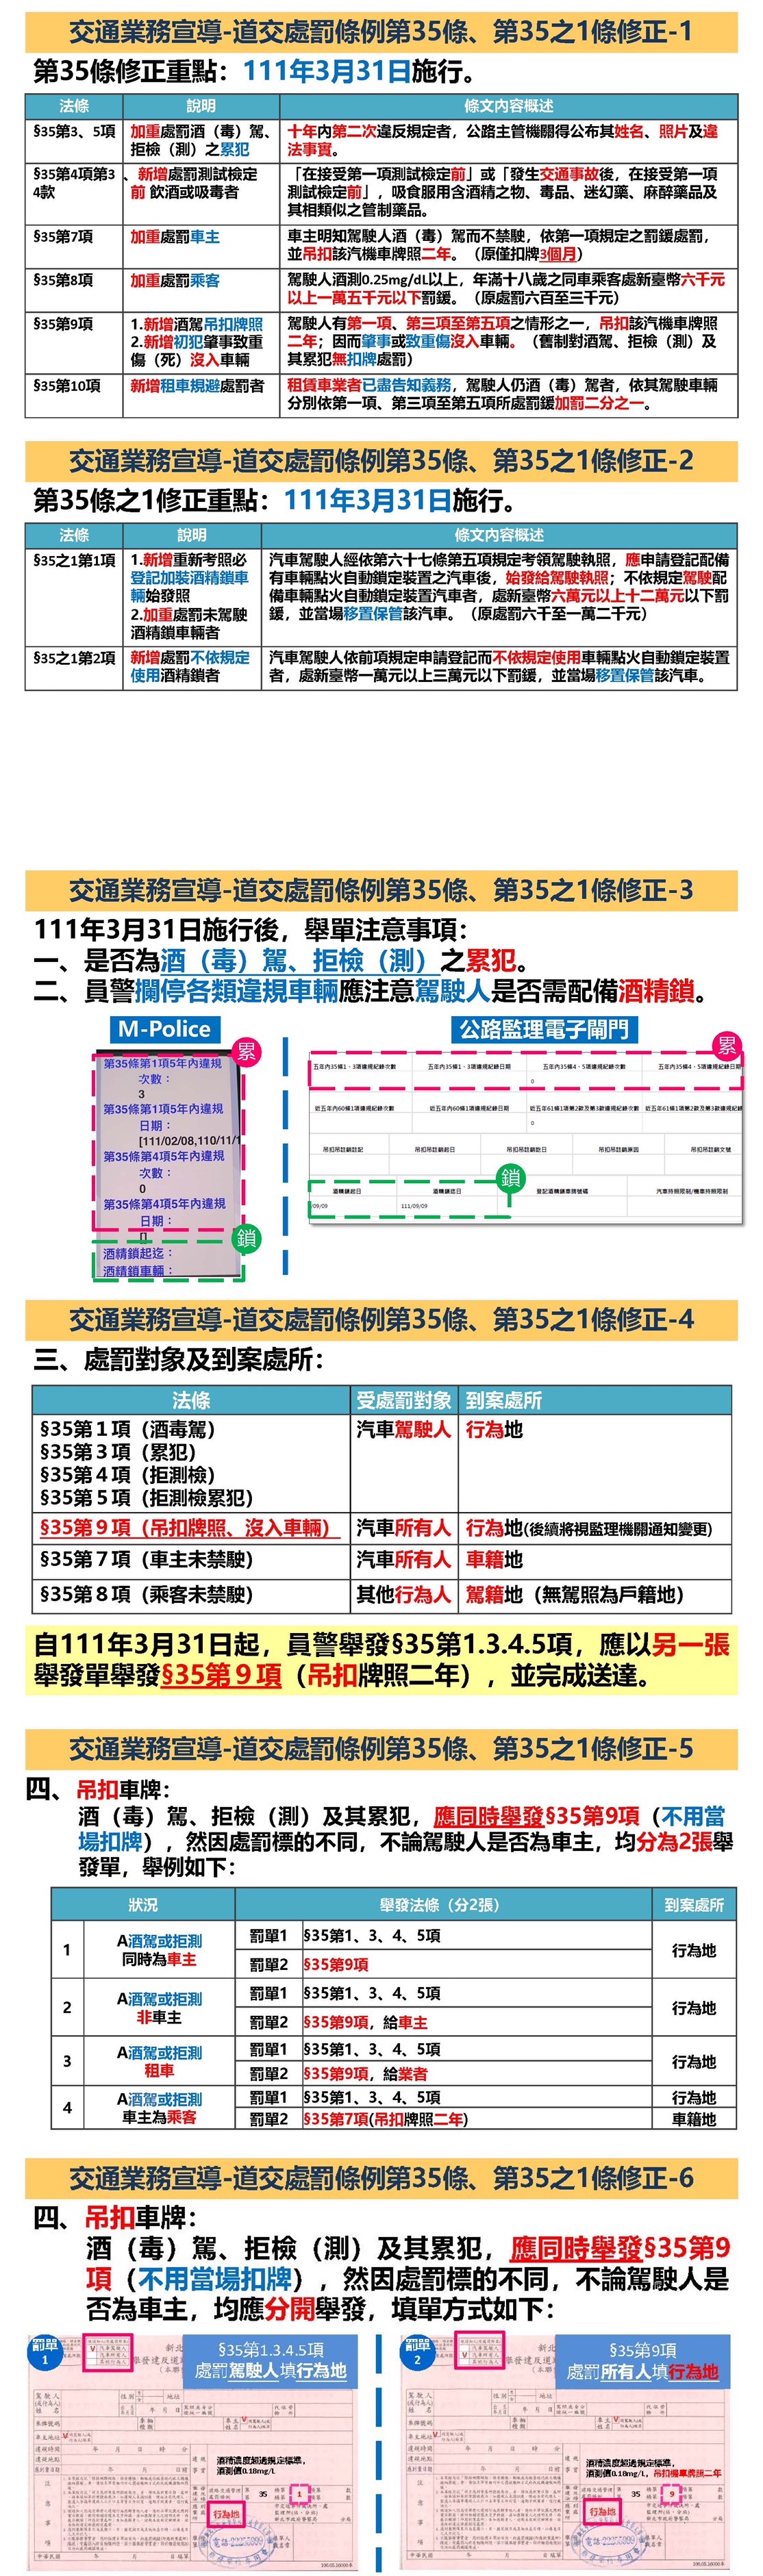 交通業務宣導-道交處罰條例第35條、第35之1條修正-1
第35條修正重點：111年3月31日施行。
法條 說明 條文內容概述
§35第3、5項 加重處罰酒（毒）駕、
拒檢（測）之累犯
十年內第二次違反規定者，公路主管機關得公布其姓名、照片及違
法事實。
§35第4項第3、
4款
新增處罰測試檢定
前 飲酒或吸毒者
「在接受第一項測試檢定前」或「發生交通事故後，在接受第一項
測試檢定前」，吸食服用含酒精之物、毒品、迷幻藥、麻醉藥品及
其相類似之管制藥品。
§35第7項 加重處罰車主
車主明知駕駛人酒（毒）駕而不禁駛，依第一項規定之罰鍰處罰，
並吊扣該汽機車牌照二年。（原僅扣牌3個月）
§35第8項 加重處罰乘客
駕駛人酒測0.25mg/dL以上，年滿十八歲之同車乘客處新臺幣六千元
以上一萬五千元以下罰鍰。（原處罰六百至三千元）
§35第9項 1.新增酒駕吊扣牌照
2.新增初犯肇事致重
傷（死）沒入車輛
駕駛人有第一項、第三項至第五項之情形之一，吊扣該汽機車牌照
二年；因而肇事或致重傷沒入車輛。（舊制對酒駕、拒檢（測）及
其累犯無扣牌處罰）
§35第10項 新增租車規避處罰者
租賃車業者已盡告知義務，駕駛人仍酒（毒）駕者，依其駕駛車輛
分別依第一項、第三項至第五項所處罰鍰加罰二分之一。
交通業務宣導-道交處罰條例第35條、第35之1條修正-2
第35條之1修正重點：111年3月31日施行。
法條 說明 條文內容概述
§35之1第1項 1.新增重新考照必
登記加裝酒精鎖車
輛始發照
2.加重處罰未駕駛
酒精鎖車輛者
汽車駕駛人經依第六十七條第五項規定考領駕駛執照，應申請登記配備
有車輛點火自動鎖定裝置之汽車後，始發給駕駛執照；不依規定駕駛配
備車輛點火自動鎖定裝置汽車者，處新臺幣六萬元以上十二萬元以下罰
鍰，並當場移置保管該汽車。（原處罰六千至一萬二千元）
§35之1第2項 新增處罰不依規定
使用酒精鎖者
汽車駕駛人依前項規定申請登記而不依規定使用車輛點火自動鎖定裝置
者，處新臺幣一萬元以上三萬元以下罰鍰，並當場移置保管該汽車。
交通業務宣導-道交處罰條例第35條、第35之1條修正-3
111年3月31日施行後，舉單注意事項：
一、是否為酒（毒）駕、拒檢（測）之累犯。
二、員警攔停各類違規車輛應注意駕駛人是否需配備酒精鎖。
M-Police
累
第35條第1項5年內違規
次數：
3
第35條第1項5年內違規
日期：
[111/02/08,110/11/1
第35條第4項5年內違規
次數：
0
第35條第4項5年內違規
日期：
[]
鎖
酒精鎖起迄：
酒精鎖車輛：
公路監理電子閘門
累
五年內35條1、3項違規紀錄次數 五年內35條1、3項違規紀錄日期 五年內35條4、5項違規紀錄次數 五年內35條4、5項違規紀錄日期
0
近五年內60條1項違規紀錄次數 近五年內60條1項違規紀錄日期 近五年61條1項第2款及第3款違規紀錄次數 近五年61條1項第2款及第3款違規紀錄
0
吊扣吊註銷註記 吊扣吊註銷起日 吊扣吊註銷訖日 吊扣吊註銷原因 吊扣吊註銷文號
鎖
酒精鎖起日 酒精鎖迄日 登記酒精鎖車牌號碼 汽車持照限制/機車持照限制
/09/09 111/09/09
交通業務宣導-道交處罰條例第35條、第35之1條修正-4
三、處罰對象及到案處所：
法條 受處罰對象 到案處所
§35第1項（酒毒駕） 汽車駕駛人 行為地
§35第3項（累犯）
§35第4項（拒測檢）
§35第5項（拒測檢累犯）
§35第9項（吊扣牌照、沒入車輛） 汽車所有人 行為地(後續將視監理機關通知變更)
§35第7項（車主未禁駛） 汽車所有人 車籍地
§35第8項（乘客未禁駛） 其他行為人 駕籍地（無駕照為戶籍地）
自111年3月31日起，員警舉發§35第1.3.4.5項，應以另一張
舉發單舉發§35第9項（吊扣牌照二年），並完成送達。
交通業務宣導-道交處罰條例第35條、第35之1條修正-5
四、吊扣車牌：
酒（毒）駕、拒檢（測）及其累犯，應同時舉發§35第9項（不用當
場扣牌），然因處罰標的不同，不論駕駛人是否為車主，均分為2張舉
發單，舉例如下：
狀況 舉發法條（分2張） 到案處所
1 A酒駕或拒測
同時為車主
罰單1 §35第1、3、4、5項
罰單2 §35第9項
行為地
2 A酒駕或拒測
非車主
罰單1 §35第1、3、4、5項
罰單2 §35第9項，給車主
行為地
3 A酒駕或拒測
租車
罰單1 §35第1、3、4、5項
罰單2 §35第9項，給業者
行為地
4 A酒駕或拒測
車主為乘客
罰單1 §35第1、3、4、5項 行為地
罰單2 §35第7項(吊扣牌照二年) 車籍地
交通業務宣導-道交處罰條例第35條、第35之1條修正-6
四、吊扣車牌：
酒（毒）駕、拒檢（測）及其累犯，應同時舉發§35第9
項（不用當場扣牌），然因處罰標的不同，不論駕駛人是
否為車主，均應分開舉發，填單方式如下：
罰單
1
§35第1.3.4.5項
處罰駕駛人填行為地
酒待濃度超過規定標準，
酒測值0.18mg/L
35 1
行為地
罰單
2
§35第9項
處罰所有人填行為地
酒待濃度超過規定標準，
酒測值0.18mg/L，吊扣備車牌照二年
35 9
行為地